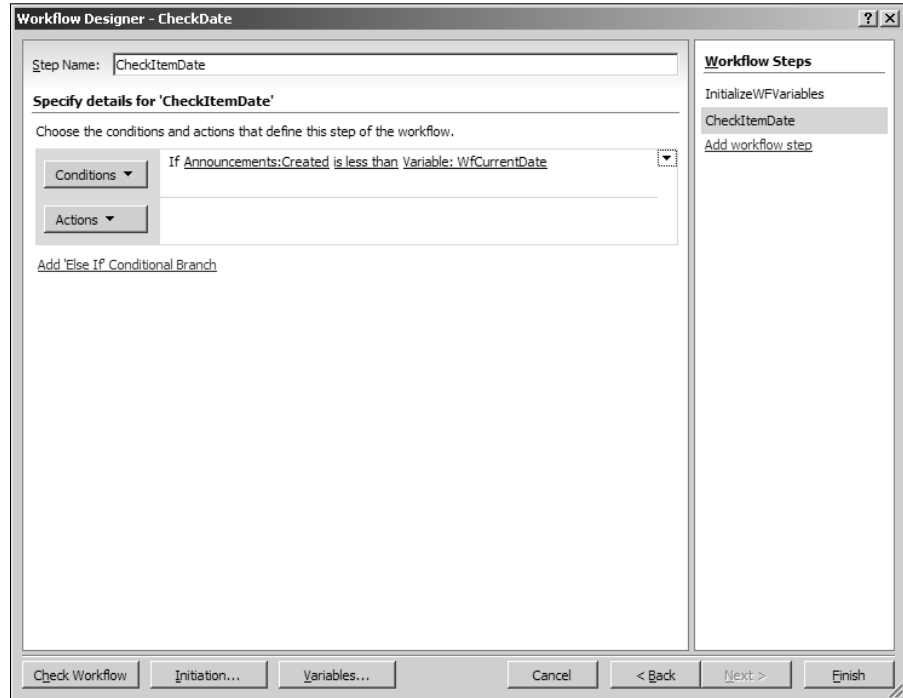 Workflow Designer - CheckDate
Step Name: CheckItemDate
Specify details for 'CheckItemDate'
Choose the conditions and actions that define this step of the workflow.
Conditions
If Announcements:Created is less than Variable: WfCurrentDate
Actions
Add 'Else If' Conditional Branch
Workflow Steps
InitializeWFVariables
CheckItemDate
Add workflow step
Check Workflow
Initiation...
Variables...
Cancel
< Back
Next >
Finish